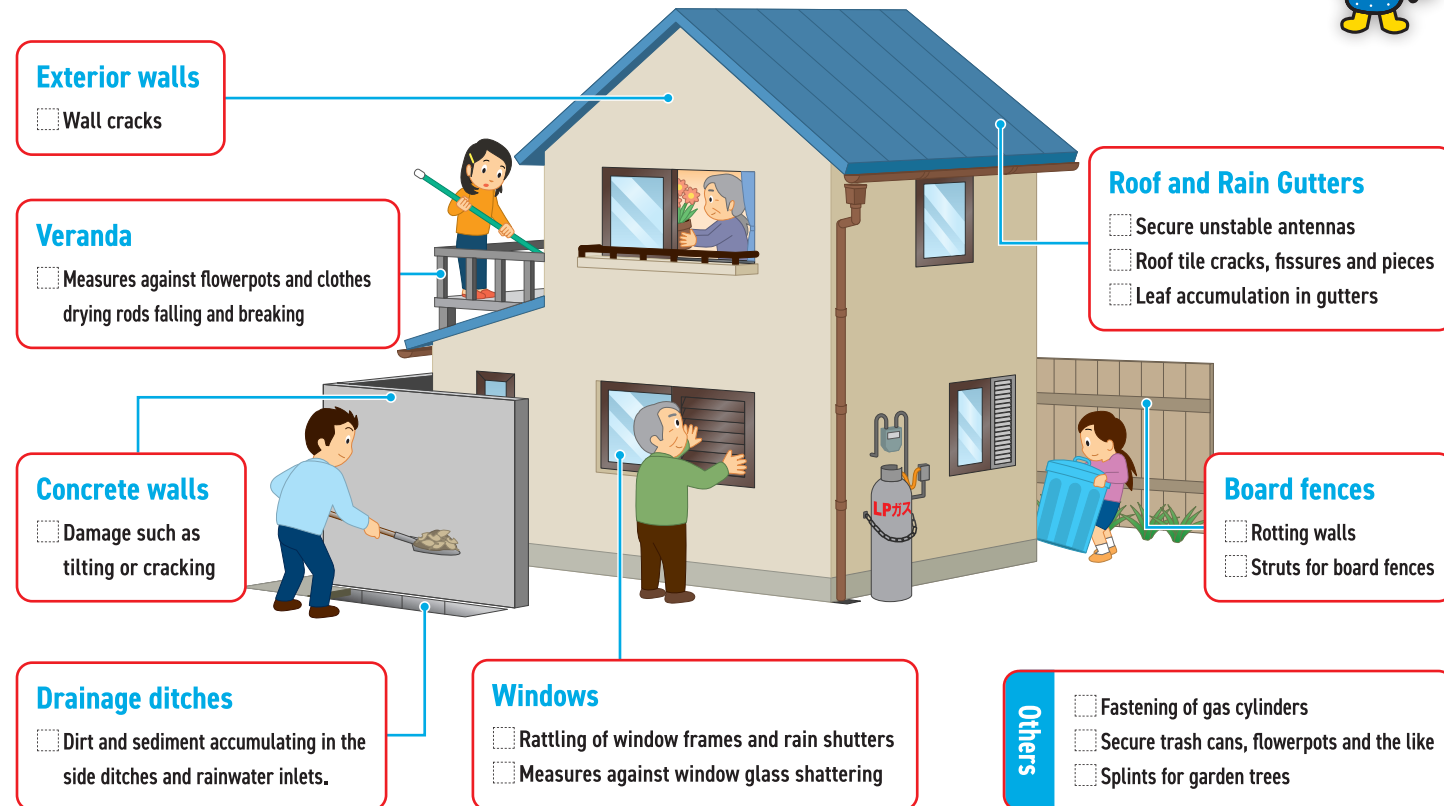 Exterior walls
Wall cracks
Veranda
Measures against flowerpots and clothes
drying rods falling and breaking
Roof and Rain Gutters
Secure unstable antennas
Roof tile cracks, fissures and pieces
Leaf accumulation in gutters
LPガス
Concrete walls
Damage such as
tilting or cracking
Board fences
Rotting walls
Struts for board fences
Drainage ditches
Dirt and sediment accumulating in the
side ditches and rainwater inlets.
Windows
Rattling of window frames and rain shutters
Measures against window glass shattering
Others
Fastening of gas cylinders
Secure trash cans, flowerpots and the like
Splints for garden trees